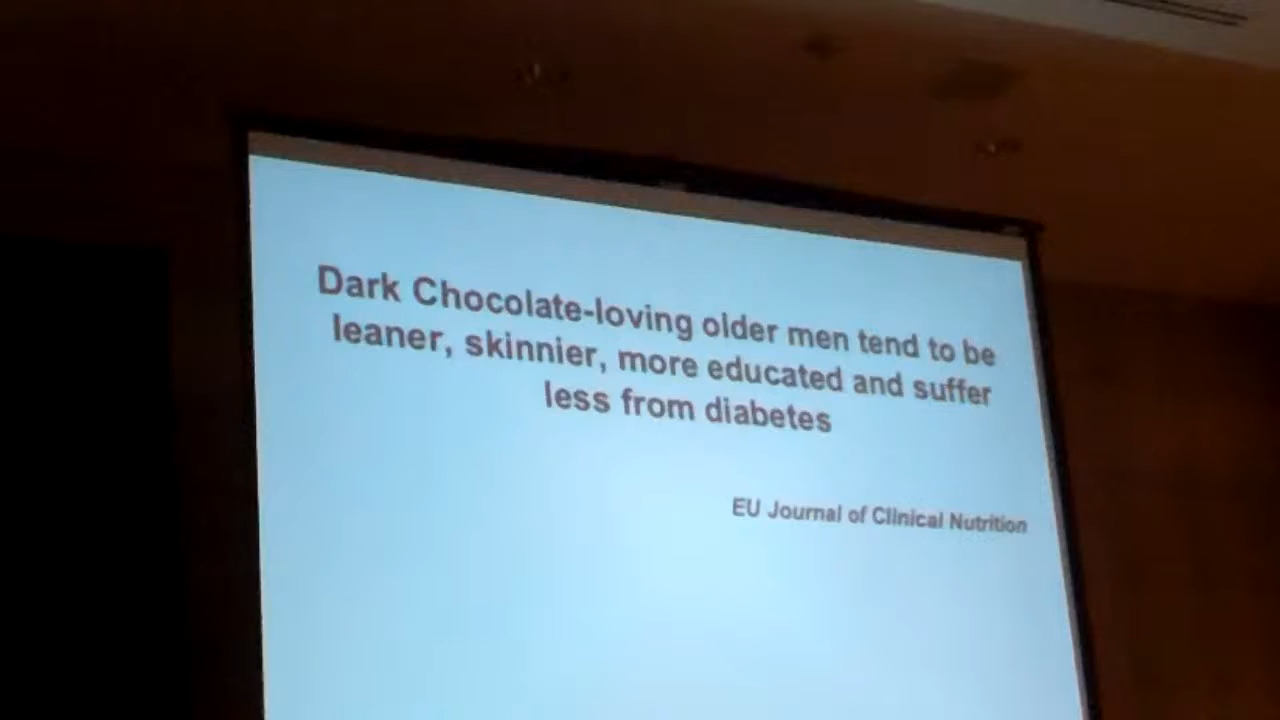 Dark Chocolate-loving older men tend to be
leaner, skinnier, more educated and suffer
less from diabetes
EU Journal of Clinical Nutrition